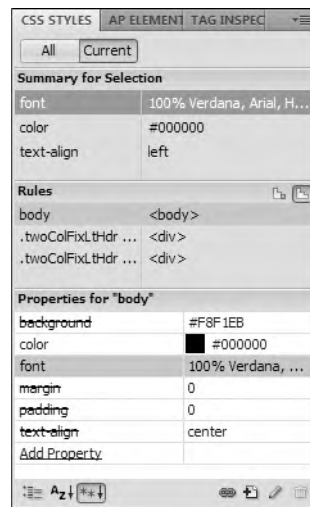 CSS STYLES AP ELEMENT TAG INSPEC
All Current
Summary for Selection
font 100% Verdana, Arial, H...
color #000000
text-align left
Rules
body <body>
.twoColFixLtHdr ... <div>
.twoColFixLtHdr ... <div>
Properties for "body"
background #F8F1EB
color #000000
font 100% Verdana, ...
margin 0
padding 0
text-align center
Add Property
Az↓ **↓